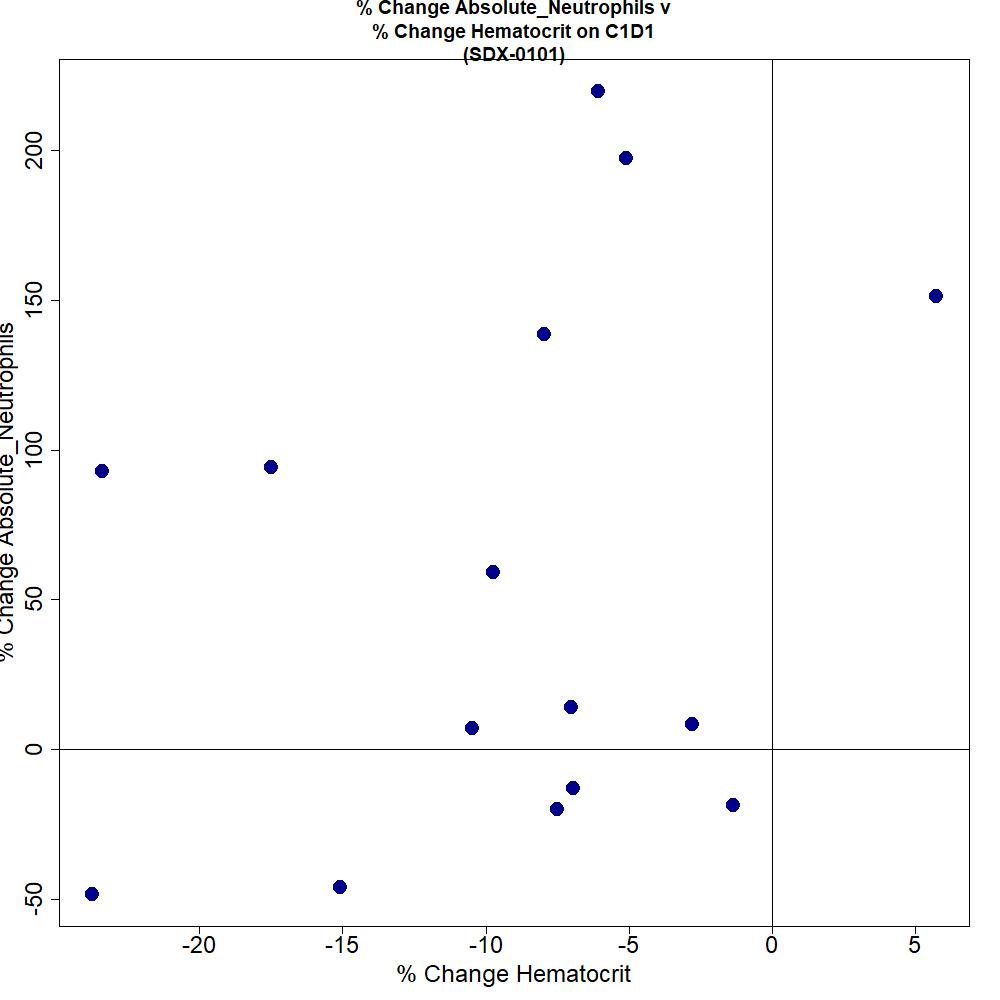 % Change Absolute_Neutrophils v
% Change Hematocrit on C1D1
(SDX-0101)
% Change Absolute_Neutrophils
200
150
100
50
0
-50
-20
-15
-10
-5
0
5
% Change Hematocrit